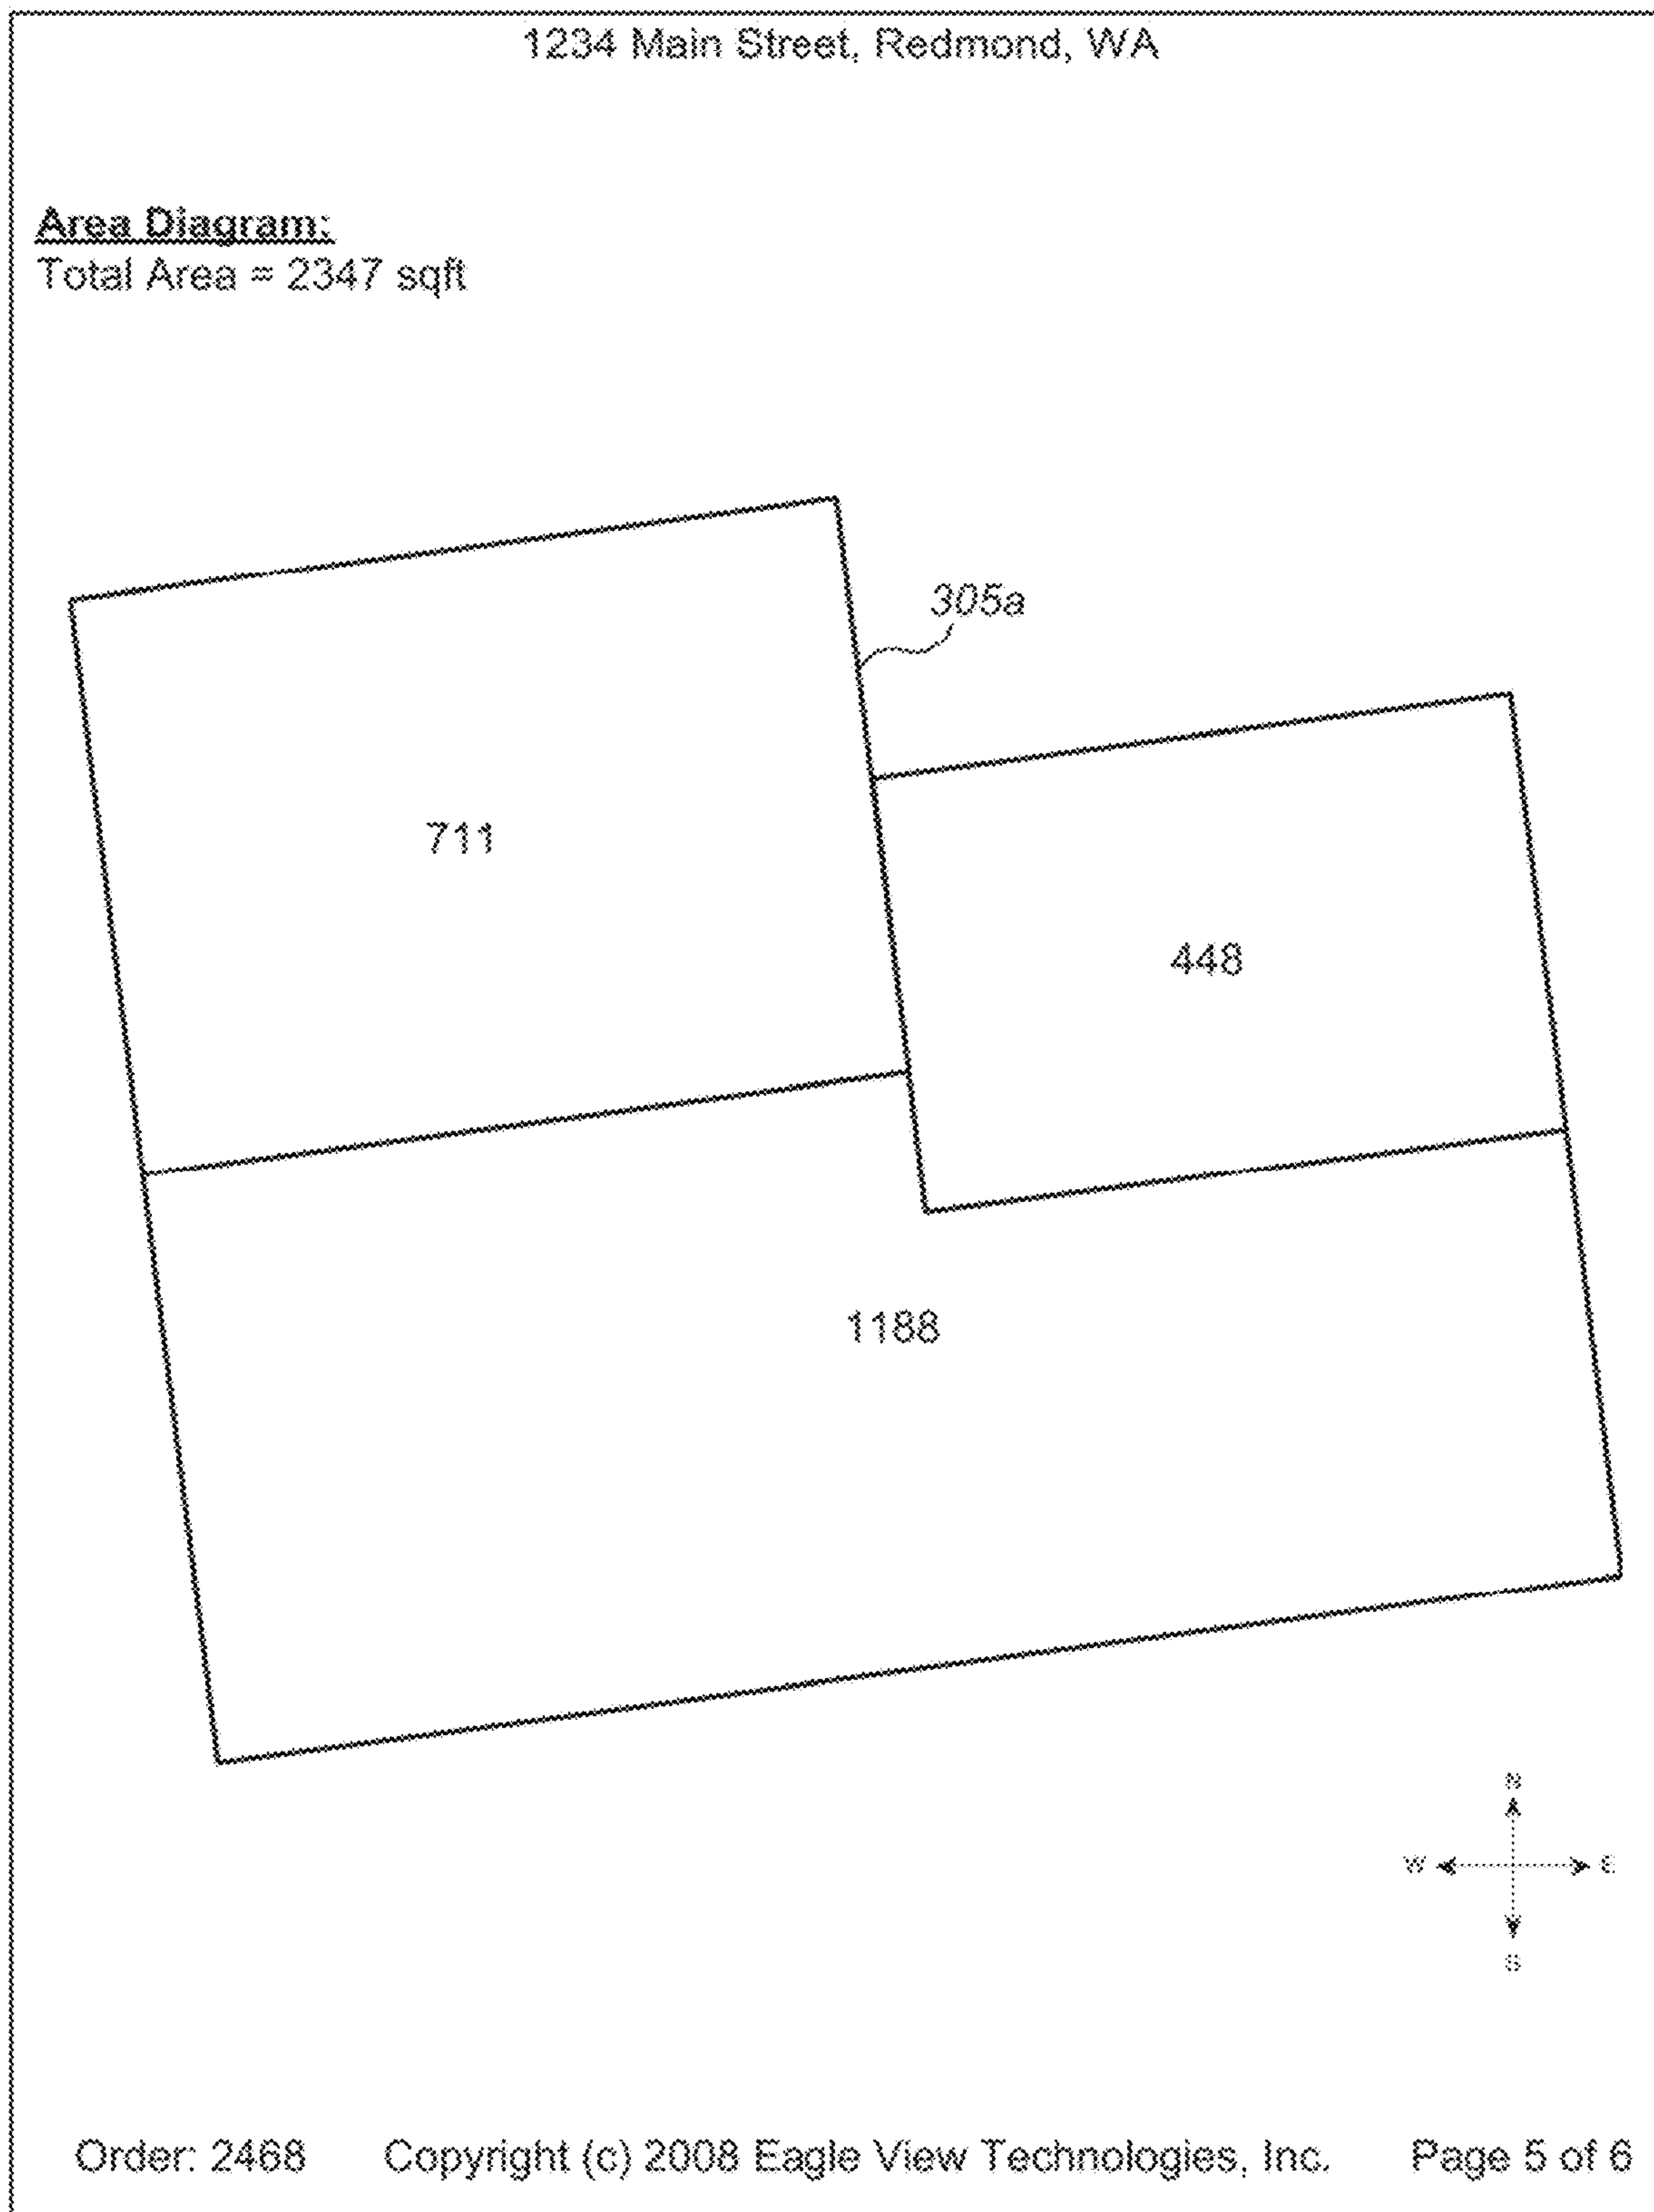 1234 Main Street, Redmond, WA
Area Diagram:
Total Area = 2347 sqft
305a
711
448
1188
N
W E
S
Order: 2468 Copyright (c) 2008 Eagle View Technologies, Inc. Page 5 of 6